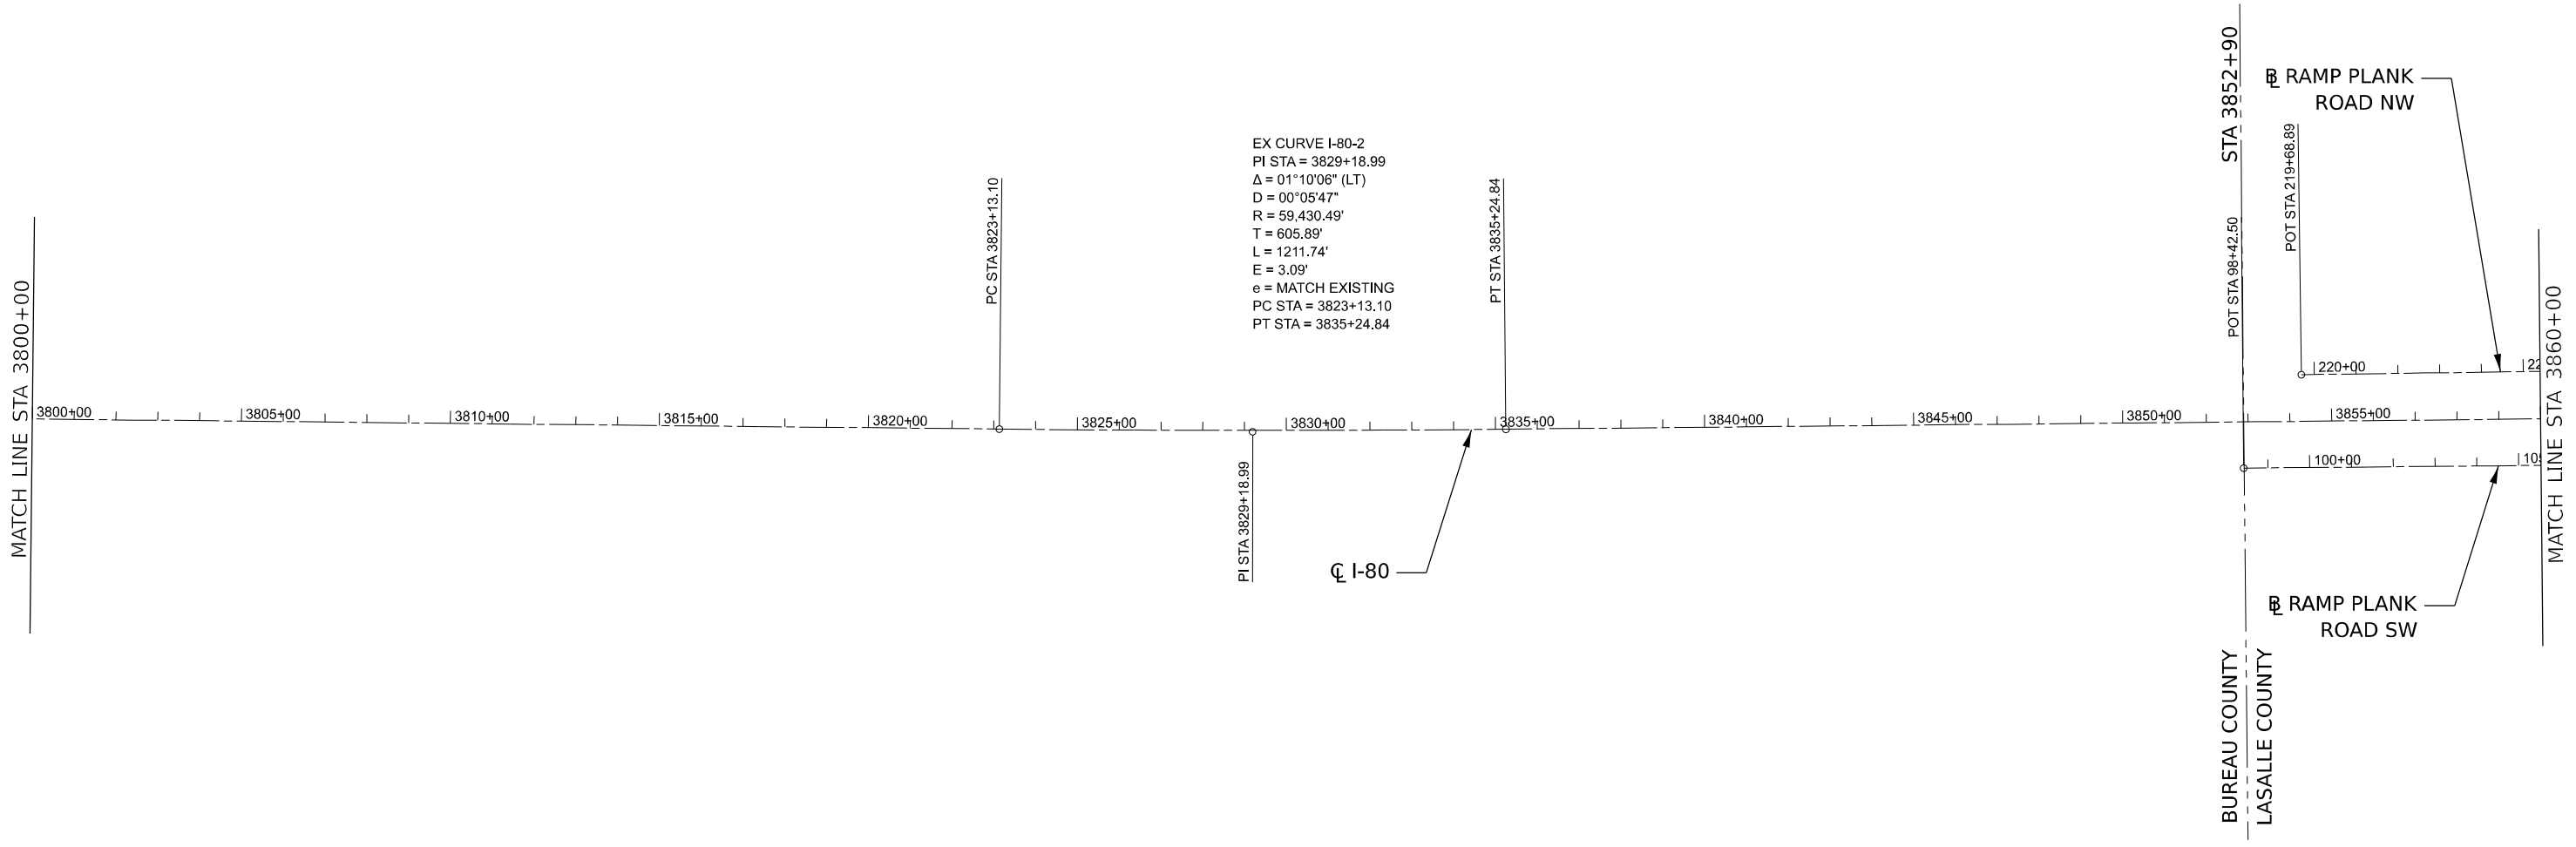 MATCH LINE STA 3800+00
3800+00
3805+00
3810+00
3815+00
3820+00
PC STA 3823+13.10
3825+00
EX CURVE I-80-2
PI STA = 3829+18.99
Δ = 01°10'06" (LT)
D = 00°05'47"
R = 59,430.49'
T = 605.89'
L = 1211.74'
E = 3.09'
e = MATCH EXISTING
PC STA = 3823+13.10
PT STA = 3835+24.84
PI STA 3829+18.99
3830+00
℄ I-80
PT STA 3835+24.84
3835+00
3840+00
3845+00
3850+00
STA 3852+90
POT STA 98+42.50
BUREAU COUNTY
LASALLE COUNTY
POT STA 219+68.89
BL RAMP PLANK
ROAD NW
220+00
22
3855+00
100+00
105
BL RAMP PLANK
ROAD SW
MATCH LINE STA 3860+00